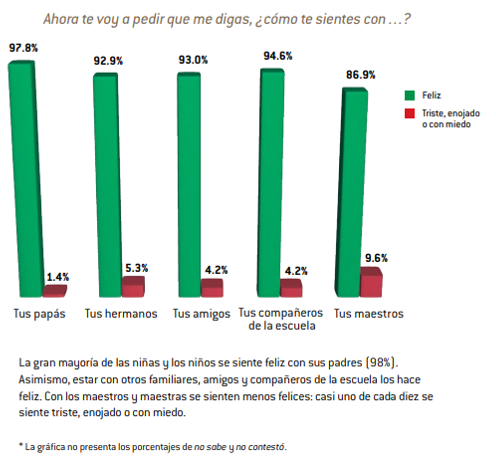 Ahora te voy a pedir que me digas, ¿cómo te sientes con ...?
97.8%
92.9%
93.0%
94.6%
86.9%
Feliz
Triste, enojado
o con miedo
1.4%
5.3%
4.2%
4.2%
9.6%
Tus papás
Tus hermanos
Tus amigos
Tus compañeros
de la escuela
Tus maestros
La gran mayoría de las niñas y los niños se siente feliz con sus padres (98%).
Asimismo, estar con otros familiares, amigos y compañeros de la escuela los hace
feliz. Con los maestros y maestras se sienten menos felices: casi uno de cada diez se
siente triste, enojado o con miedo.
* La gráfica no presenta los porcentajes de no sabe y no contestó.